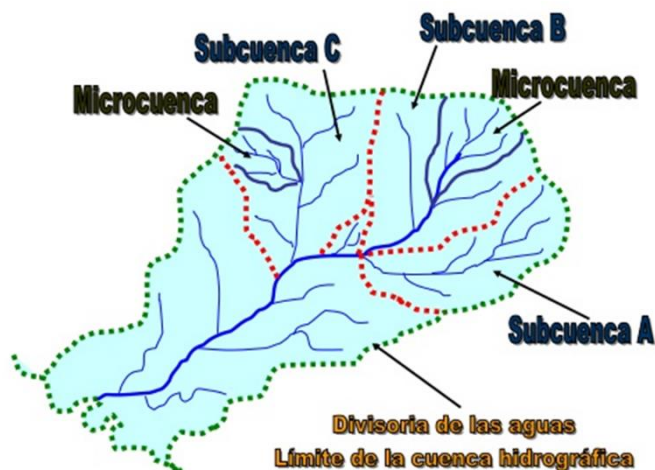 Subcuenca B
Subcuenca C
Microcuenca
Microcuenca
Subcuenca A
Divisoria de las aguas
Límite de la cuenca hidrográfica